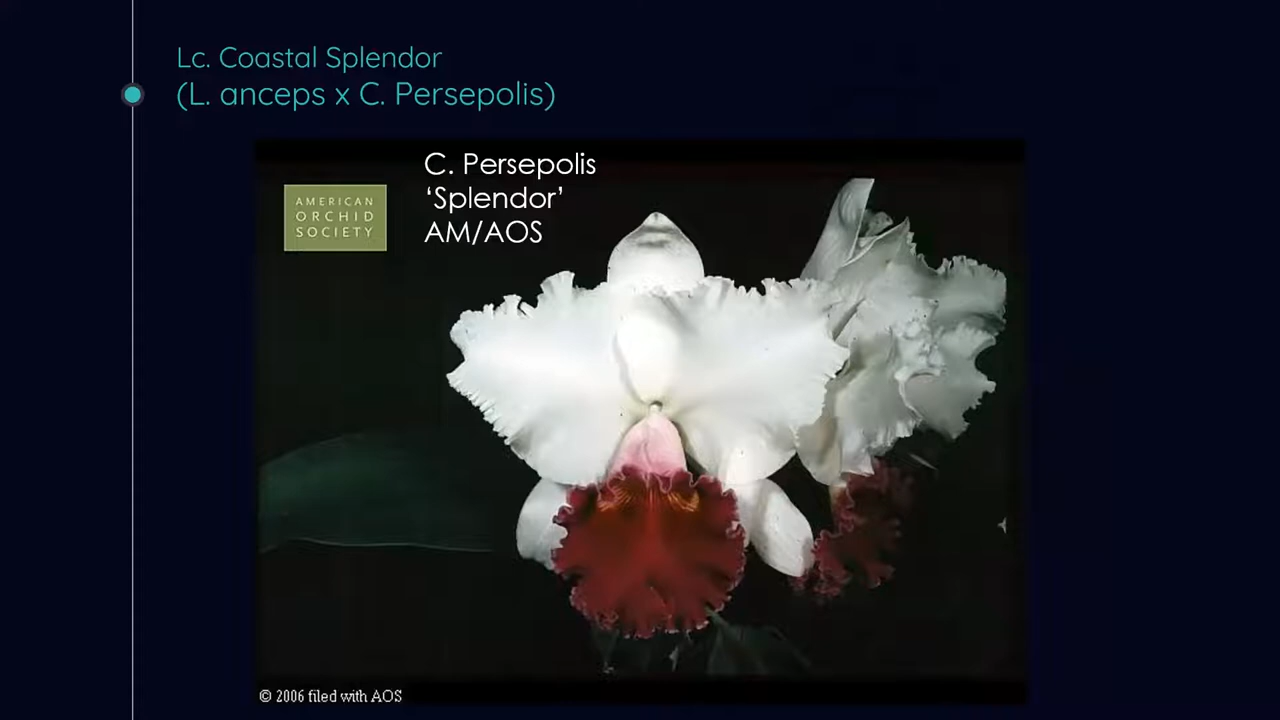 Lc. Coastal Splendor
(L. anceps x C. Persepolis)
C. Persepolis
‘Splendor’
AM/AOS
AMERICAN
ORCHID
SOCIETY
© 2006 filed with AOS